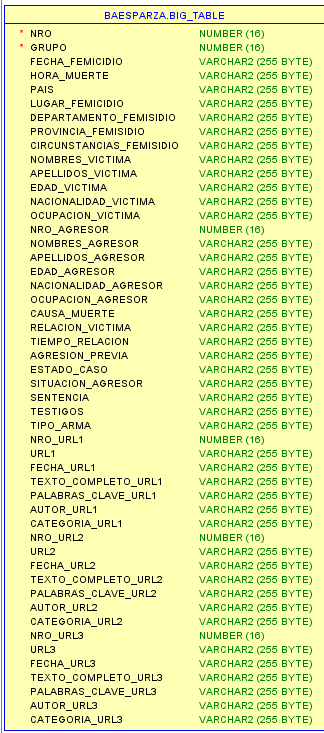 BAESPARZA.BIG_TABLE
* NRO NUMBER (16)
* GRUPO NUMBER (16)
FECHA_FEMICIDIO VARCHAR2 (255 BYTE)
HORA_MUERTE VARCHAR2 (255 BYTE)
PAIS VARCHAR2 (255 BYTE)
LUGAR_FEMICIDIO VARCHAR2 (255 BYTE)
DEPARTAMENTO_FEMISIDIO VARCHAR2 (255 BYTE)
PROVINCIA_FEMISIDIO VARCHAR2 (255 BYTE)
CIRCUNSTANCIAS_FEMISIDIO VARCHAR2 (255 BYTE)
NOMBRES_VICTIMA VARCHAR2 (255 BYTE)
APELLIDOS_VICTIMA VARCHAR2 (255 BYTE)
EDAD_VICTIMA VARCHAR2 (255 BYTE)
NACIONALIDAD_VICTIMA VARCHAR2 (255 BYTE)
OCUPACION_VICTIMA VARCHAR2 (255 BYTE)
NRO_AGRESOR NUMBER (16)
NOMBRES_AGRESOR VARCHAR2 (255 BYTE)
APELLIDOS_AGRESOR VARCHAR2 (255 BYTE)
EDAD_AGRESOR VARCHAR2 (255 BYTE)
NACIONALIDAD_AGRESOR VARCHAR2 (255 BYTE)
OCUPACION_AGRESOR VARCHAR2 (255 BYTE)
CAUSA_MUERTE VARCHAR2 (255 BYTE)
RELACION_VICTIMA VARCHAR2 (255 BYTE)
TIEMPO_RELACION VARCHAR2 (255 BYTE)
AGRESION_PREVIA VARCHAR2 (255 BYTE)
ESTADO_CASO VARCHAR2 (255 BYTE)
SITUACION_AGRESOR VARCHAR2 (255 BYTE)
SENTENCIA VARCHAR2 (255 BYTE)
TESTIGOS VARCHAR2 (255 BYTE)
TIPO_ARMA VARCHAR2 (255 BYTE)
NRO_URL1 NUMBER (16)
URL1 VARCHAR2 (255 BYTE)
FECHA_URL1 VARCHAR2 (255 BYTE)
TEXTO_COMPLETO_URL1 VARCHAR2 (255 BYTE)
PALABRAS_CLAVE_URL1 VARCHAR2 (255 BYTE)
AUTOR_URL1 VARCHAR2 (255 BYTE)
CATEGORIA_URL1 VARCHAR2 (255 BYTE)
NRO_URL2 NUMBER (16)
URL2 VARCHAR2 (255 BYTE)
FECHA_URL2 VARCHAR2 (255 BYTE)
TEXTO_COMPLETO_URL2 VARCHAR2 (255 BYTE)
PALABRAS_CLAVE_URL2 VARCHAR2 (255 BYTE)
AUTOR_URL2 VARCHAR2 (255 BYTE)
CATEGORIA_URL2 VARCHAR2 (255 BYTE)
NRO_URL3 NUMBER (16)
URL3 VARCHAR2 (255 BYTE)
FECHA_URL3 VARCHAR2 (255 BYTE)
TEXTO_COMPLETO_URL3 VARCHAR2 (255 BYTE)
PALABRAS_CLAVE_URL3 VARCHAR2 (255 BYTE)
AUTOR_URL3 VARCHAR2 (255 BYTE)
CATEGORIA_URL3 VARCHAR2 (255 BYTE)